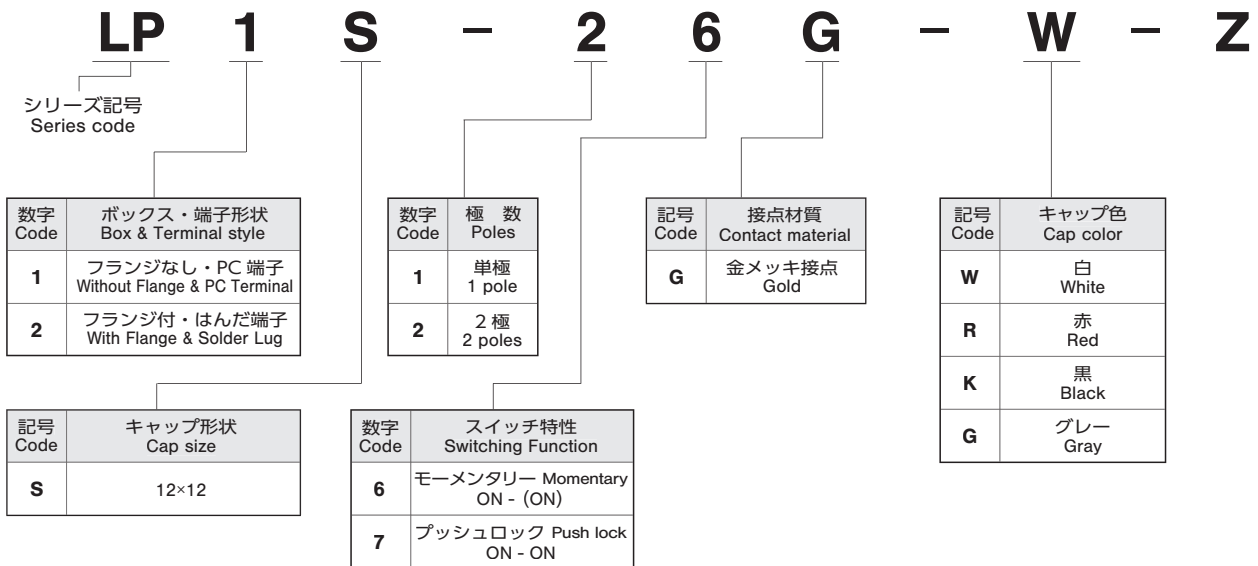 LP 1 S - 2 6 G - W - Z
シリーズ記号
Series code
数字
Code
ボックス・端子形状
Box & Terminal style
1
フランジなし・PC 端子
Without Flange & PC Terminal
2
フランジ付・はんだ端子
With Flange & Solder Lug
数字
Code
極 数
Poles
1
単極
1 pole
2
2 極
2 poles
記号
Code
接点材質
Contact material
G
金メッキ接点
Gold
記号
Code
キャップ色
Cap color
W
白
White
R
赤
Red
K
黒
Black
G
グレー
Gray
記号
Code
キャップ形状
Cap size
S
12×12
数字
Code
スイッチ特性
Switching Function
6
モーメンタリー Momentary
ON - (ON)
7
プッシュロック Push lock
ON - ON